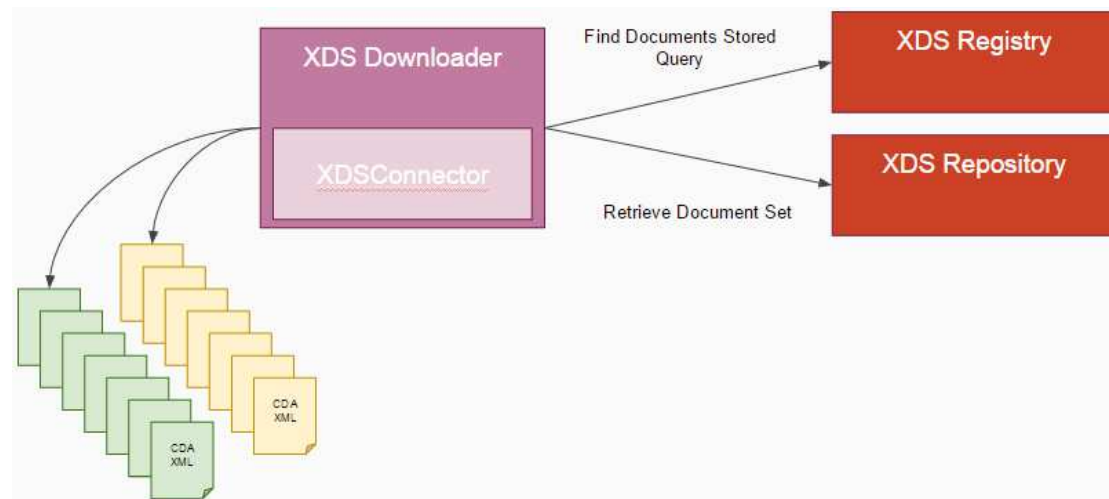 XDS Downloader
XDSConnector
Find Documents Stored
Query
Retrieve Document Set
XDS Registry
XDS Repository
CDA
XML
CDA
XML